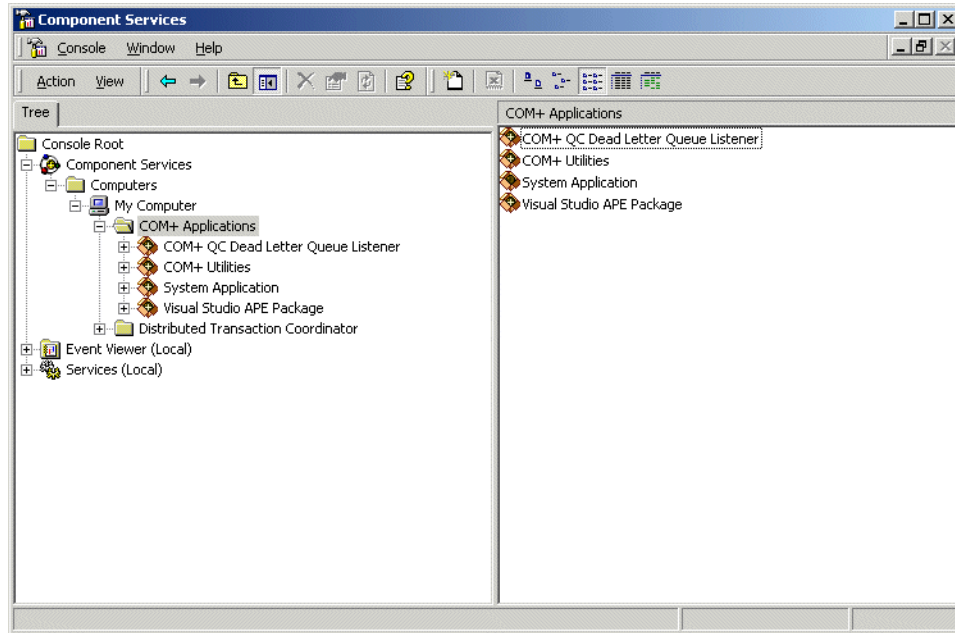 Component Services
Console Window Help
Action View
Tree
COM+ Applications
Console Root
Component Services
Computers
My Computer
COM+ Applications
COM+ QC Dead Letter Queue Listener
COM+ Utilities
System Application
Visual Studio APE Package
Distributed Transaction Coordinator
Event Viewer (Local)
Services (Local)
COM+ QC Dead Letter Queue Listener
COM+ Utilities
System Application
Visual Studio APE Package